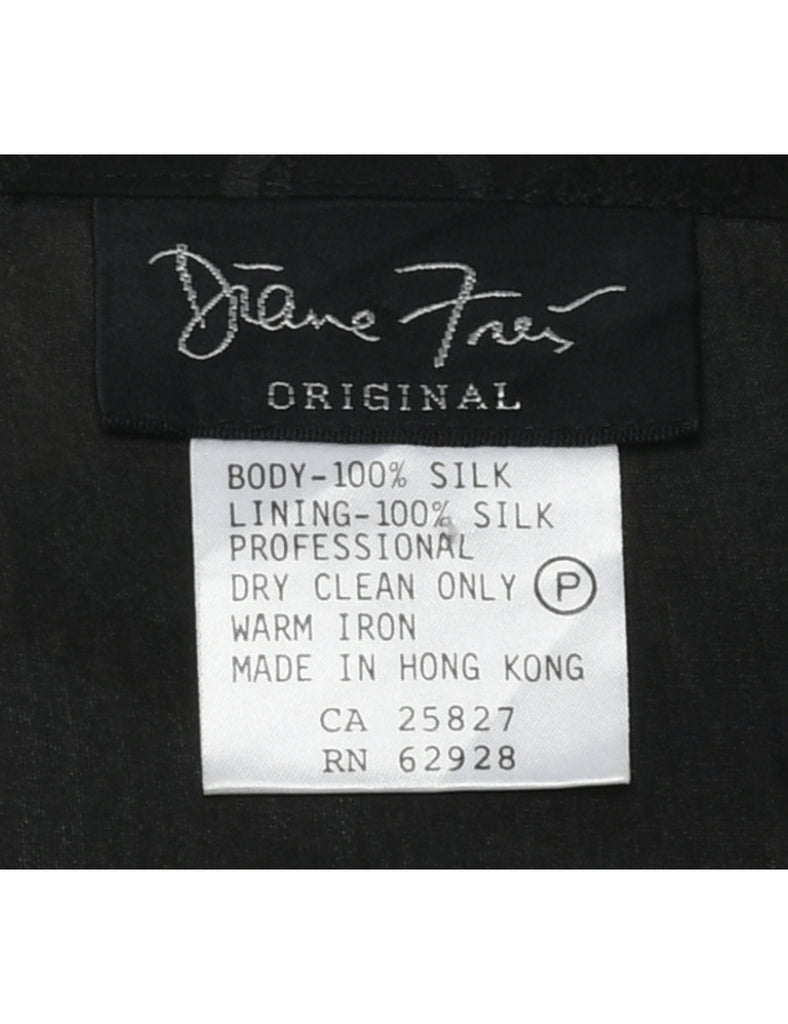 Diane Freis
ORIGINAL
BODY-100% SILK
LINING-100% SILK
PROFESSIONAL
DRY CLEAN ONLY Ⓟ
WARM IRON
MADE IN HONG KONG
CA 25827
RN 62928